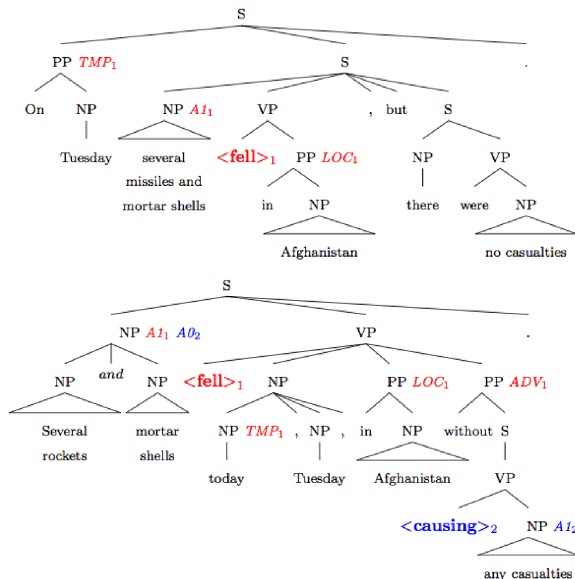 S
PP TMP₁ S .
On NP NP A1₁ VP , but S
Tuesday several <fell>₁ PP LOC₁ NP VP
missiles and
mortar shells in NP there were NP
Afghanistan no casualties
S
NP A1₁ A0₂ VP .
NP and NP <fell>₁ NP PP LOC₁ PP ADV₁
Several mortar NP TMP₁ , NP , in NP without S
rockets shells
today Tuesday Afghanistan VP
<causing>₂ NP A1₂
any casualties